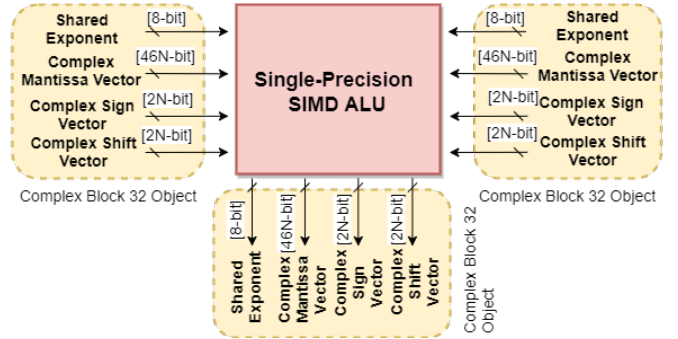 Shared
Exponent
[8-bit]
Complex
Mantissa Vector
[46N-bit]
Complex Sign
Vector
[2N-bit]
Complex Shift
Vector
[2N-bit]
Complex Block 32 Object
Single-Precision
SIMD ALU
[8-bit]
Shared
Exponent
[46N-bit]
Complex
Mantissa Vector
[2N-bit]
Complex Sign
Vector
[2N-bit]
Complex Shift
Vector
Complex Block 32 Object
[8-bit]
Shared
Exponent
[46N-bit]
Complex
Mantissa
Vector
[2N-bit]
Complex
Sign
Vector
[2N-bit]
Complex
Shift
Vector
Complex Block 32
Object